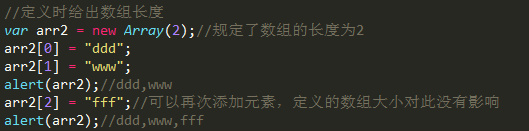 //定义时给出数组长度
var arr2 = new Array(2);//规定了数组的长度为2
arr2[0] = "ddd";
arr2[1] = "www";
alert(arr2);//ddd,www
arr2[2] = "fff";//可以再次添加元素，定义的数组大小对此没有影响
alert(arr2);//ddd,www,fff